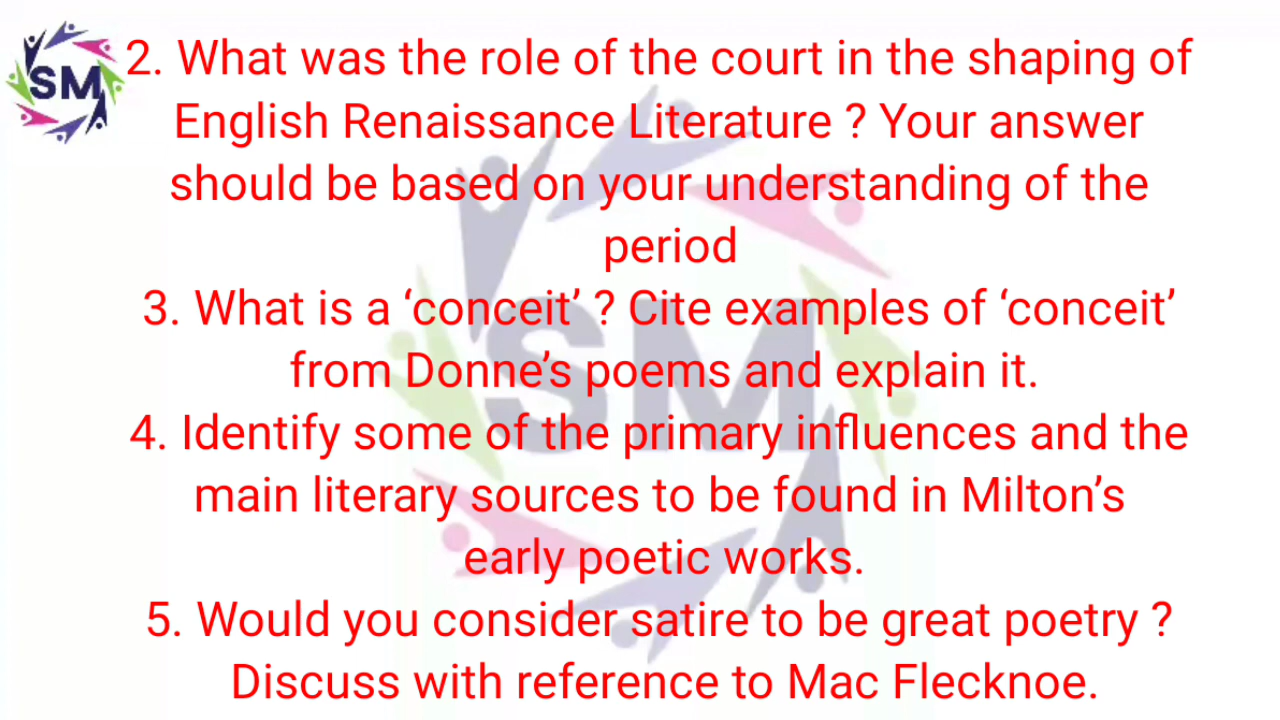 SM
2. What was the role of the court in the shaping of
English Renaissance Literature ? Your answer
should be based on your understanding of the
period
3. What is a ‘conceit’ ? Cite examples of ‘conceit’
from Donne’s poems and explain it.
4. Identify some of the primary influences and the
main literary sources to be found in Milton’s
early poetic works.
5. Would you consider satire to be great poetry ?
Discuss with reference to Mac Flecknoe.
SM